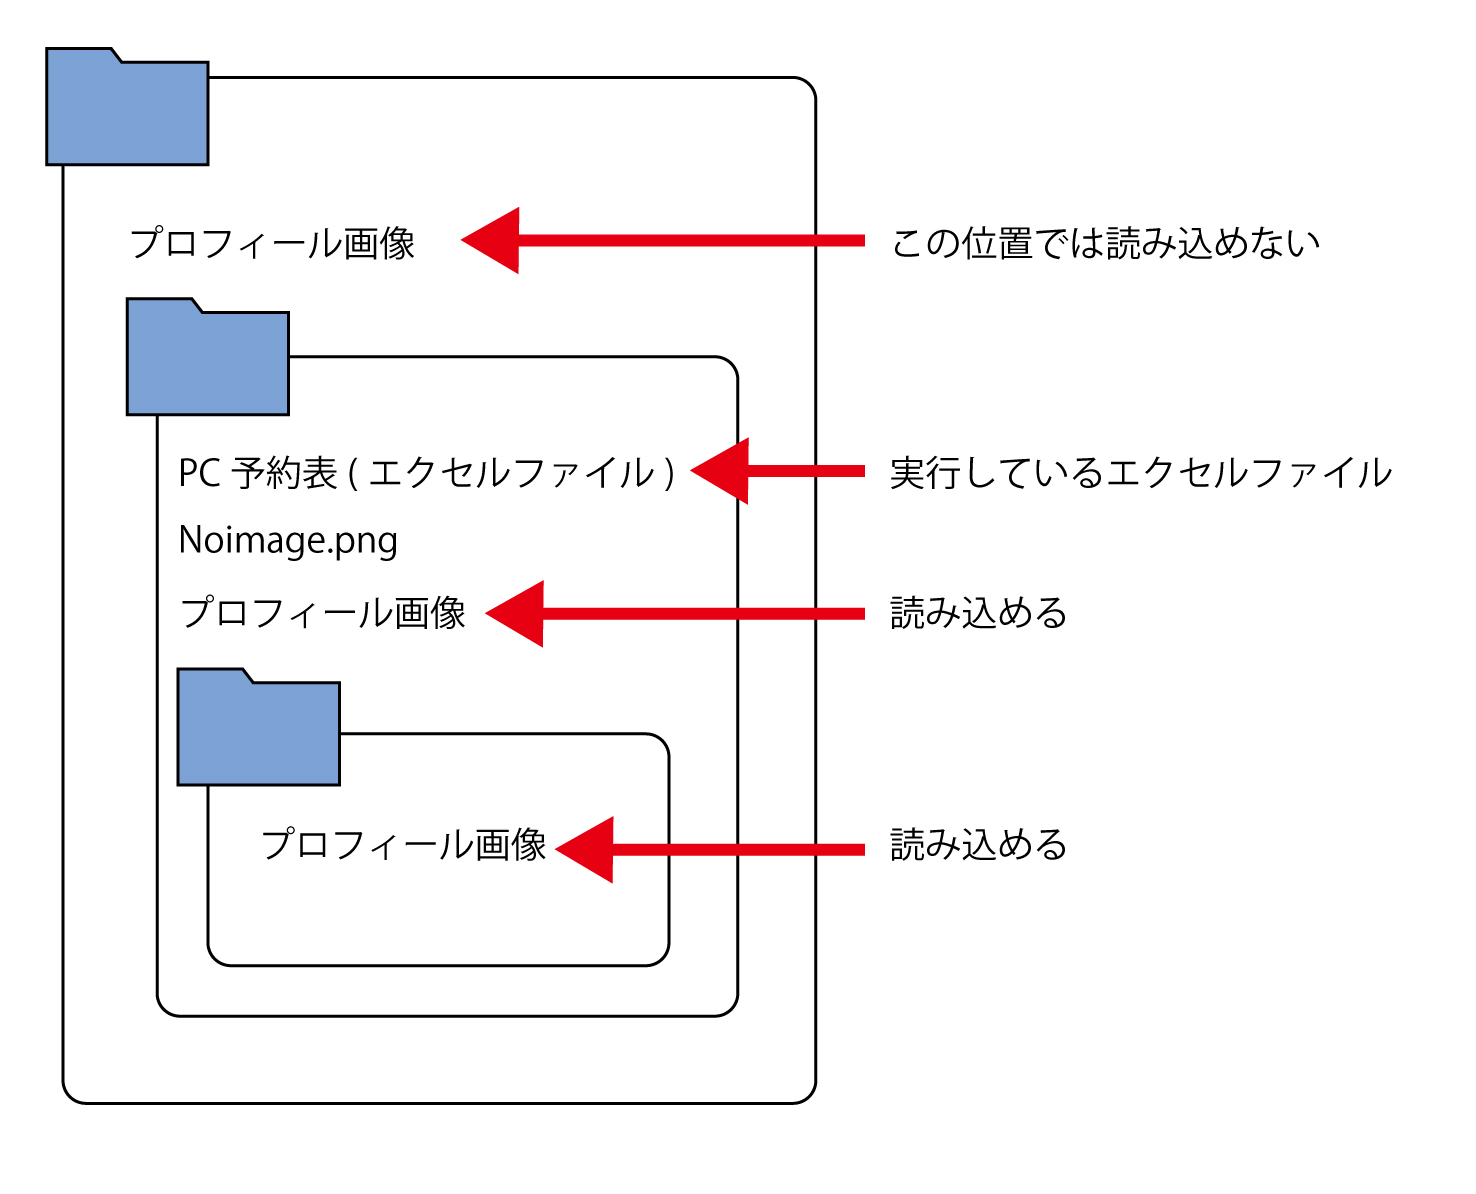 プロフィール画像
この位置では読み込めない
PC 予約表 ( エクセルファイル )
実行しているエクセルファイル
Noimage.png
プロフィール画像
読み込める
プロフィール画像
読み込める